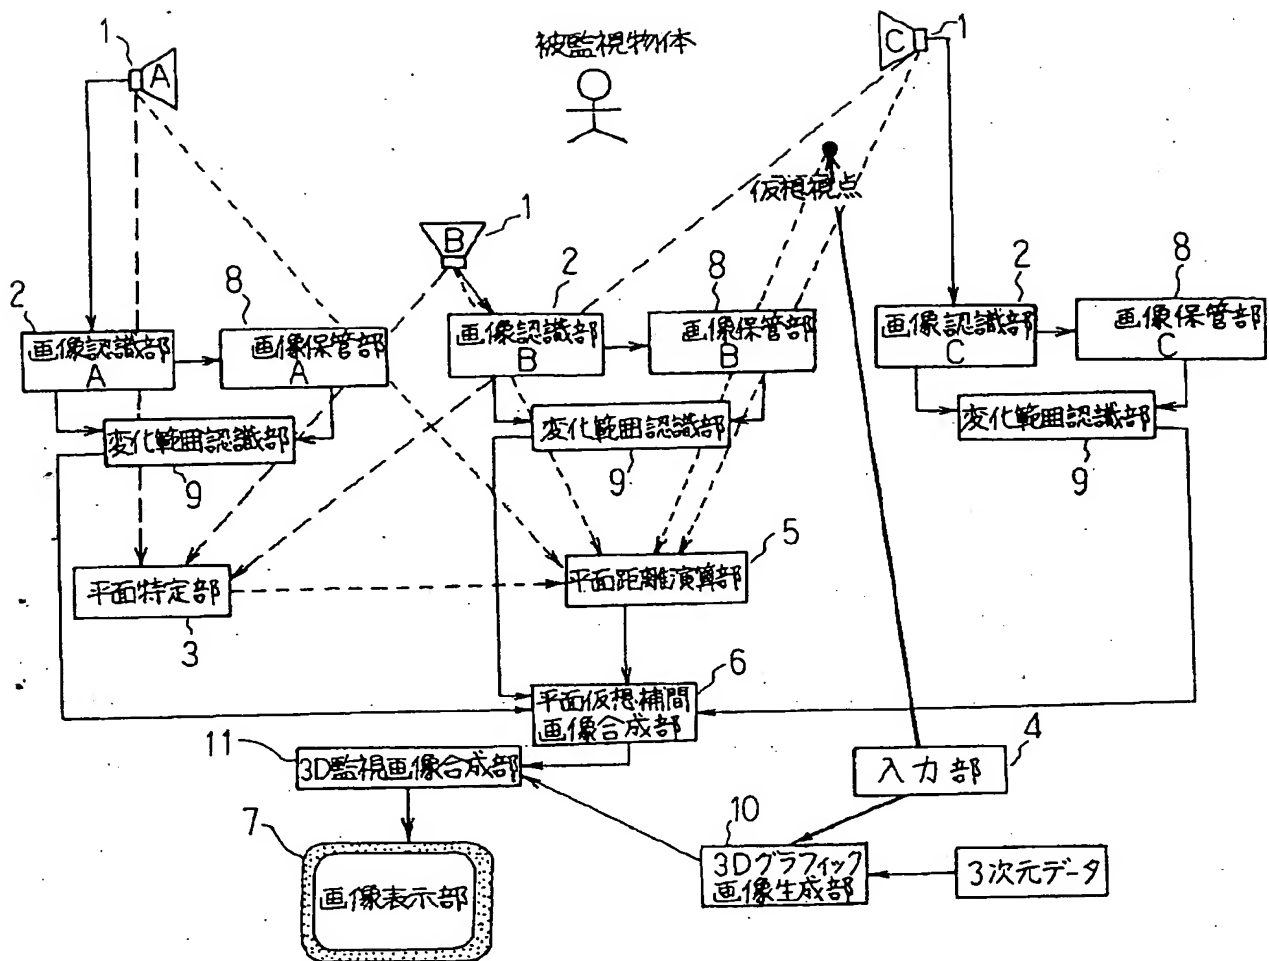 1
A
被監視物体
C
1
仮想視点
B
1
2
画像認識部
A
8
画像保管部
A
2
画像認識部
B
8
画像保管部
B
2
画像認識部
C
8
画像保管部
C
変化範囲認識部
9
変化範囲認識部
9
変化範囲認識部
9
平面特定部
3
平面距離演算部
5
平面仮想補間
画像合成部
6
11
3D監視画像合成部
入力部
4
7
画像表示部
10
3Dグラフィック
画像生成部
3次元データ